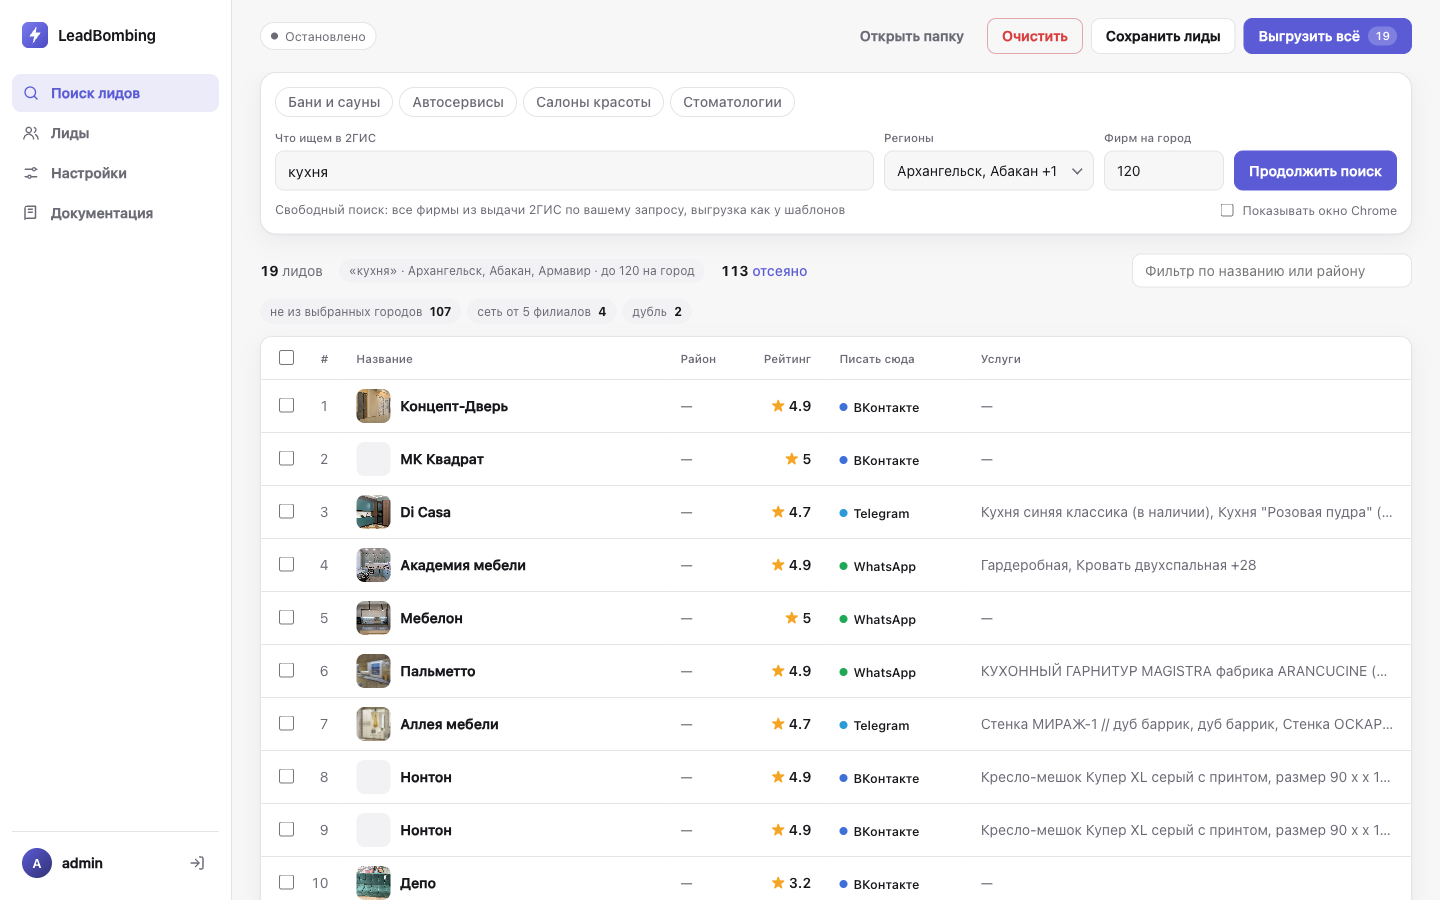 LeadBombing
Поиск лидов
Лиды
Настройки
Документация
A admin
Остановлено
Открыть папку
Очистить
Сохранить лиды
Выгрузить всё 19
Бани и сауны
Автосервисы
Салоны красоты
Стоматологии
Что ищем в 2ГИС
Регионы
Фирм на город
кухня
Архангельск, Абакан +1
120
Продолжить поиск
Свободный поиск: все фирмы из выдачи 2ГИС по вашему запросу, выгрузка как у шаблонов
Показывать окно Chrome
19 лидов
«кухня» · Архангельск, Абакан, Армавир · до 120 на город
113 отсеяно
Фильтр по названию или району
не из выбранных городов 107
сеть от 5 филиалов 4
дубль 2
# Название Район Рейтинг Писать сюда Услуги
1 Концепт-Дверь — 4.9 ВКонтакте —
2 МК Квадрат — 5 ВКонтакте —
3 Di Casa — 4.7 Telegram Кухня синяя классика (в наличии), Кухня "Розовая пудра" (...
4 Академия мебели — 4.9 WhatsApp Гардеробная, Кровать двухспальная +28
5 Мебелон — 5 WhatsApp —
6 Пальметто — 4.9 WhatsApp КУХОННЫЙ ГАРНИТУР MAGISTRA фабрика ARANCUCINE (...
7 Аллея мебели — 4.7 Telegram Стенка МИРАЖ-1 // дуб баррик, дуб баррик, Стенка ОСКАР...
8 Нонтон — 4.9 ВКонтакте Кресло-мешок Купер XL серый с принтом, размер 90 x x 1...
9 Нонтон — 4.9 ВКонтакте Кресло-мешок Купер XL серый с принтом, размер 90 x x 1...
10 Депо — 3.2 ВКонтакте —